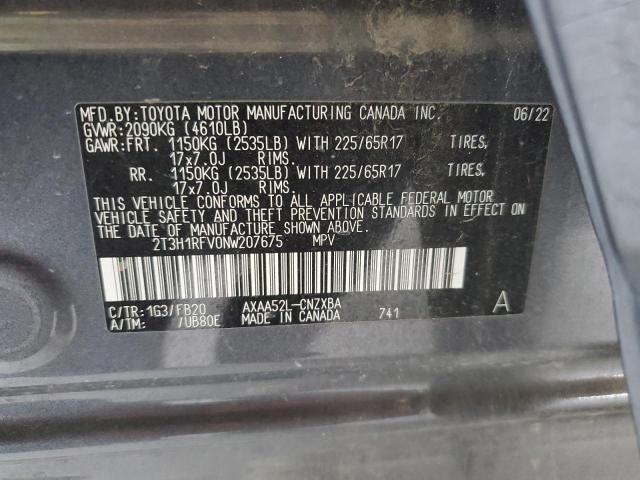 MFD.BY:TOYOTA MOTOR MANUFACTURING CANADA INC. 06/22
GVWR:2090KG (4610LB)
GAWR:FRT. 1150KG (2535LB) WITH 225/65R17 TIRES,
17x7.0J RIMS.
RR. 1150KG (2535LB) WITH 225/65R17 TIRES,
17x7.0J RIMS.
THIS VEHICLE CONFORMS TO ALL APPLICABLE FEDERAL MOTOR
VEHICLE SAFETY AND THEFT PREVENTION STANDARDS IN EFFECT ON
THE DATE OF MANUFACTURE SHOWN ABOVE.
2T3H1RFV0NW207675 MPV
C/TR:1G3/FB20 AXAA52L-CNZXBA A
A/TM: /UB80E MADE IN CANADA 741